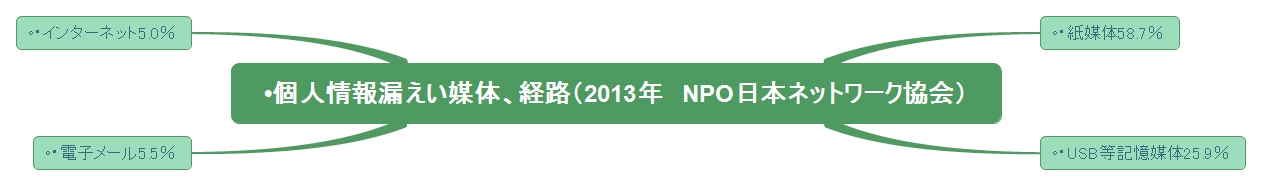 •個人情報漏えい媒体、経路（2013年　NPO日本ネットワーク協会）
◦・紙媒体58.7%
◦・USB等記憶媒体25.9%
◦・電子メール5.5%
◦・インターネット5.0%